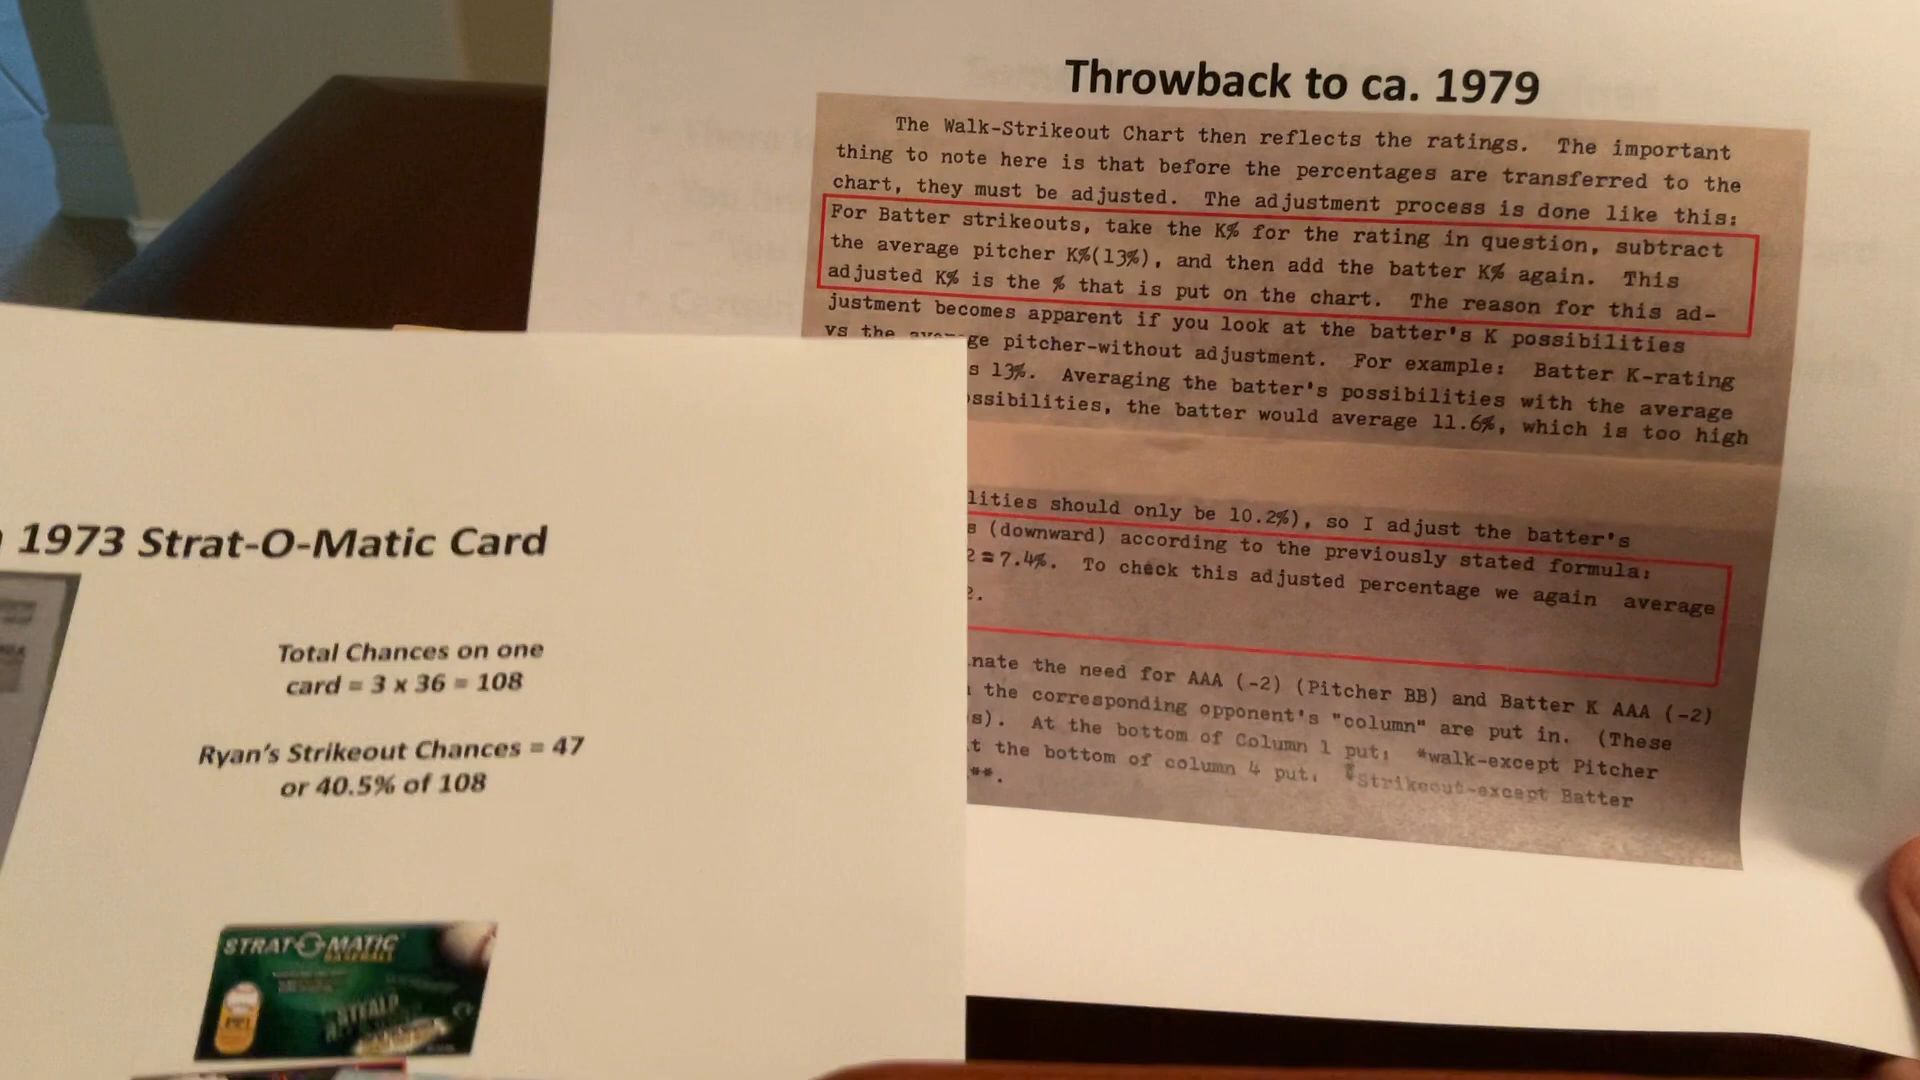 Throwback to ca. 1979
The Walk-Strikeout Chart then reflects the ratings. The important
thing to note here is that before the percentages are transferred to the
chart, they must be adjusted. The adjustment process is done like this:
For Batter strikeouts, take the K% for the rating in question, subtract
the average pitcher K%(13%), and then add the batter K% again. This
adjusted K% is the % that is put on the chart. The reason for this ad-
justment becomes apparent if you look at the batter's K possibilities
vs the average pitcher-without adjustment. For example: Batter K-rating
s 13%. Averaging the batter's possibilities with the average
ssibilities, the batter would average 11.6%, which is too high
lities should only be 10.2%), so I adjust the batter's
s (downward) according to the previously stated formula:
2=7.4%. To check this adjusted percentage we again average
2.
nate the need for AAA (-2) (Pitcher BB) and Batter K AAA (-2)
the corresponding opponent's "column" are put in. (These
s). At the bottom of Column 1 put: *walk-except Pitcher
t the bottom of column 4 put: *Strikeout-except Batter
**.
1973 Strat-O-Matic Card
Total Chances on one
card = 3 x 36 = 108
Ryan's Strikeout Chances = 47
or 40.5% of 108
STRAT-O-MATIC
BASEBALL